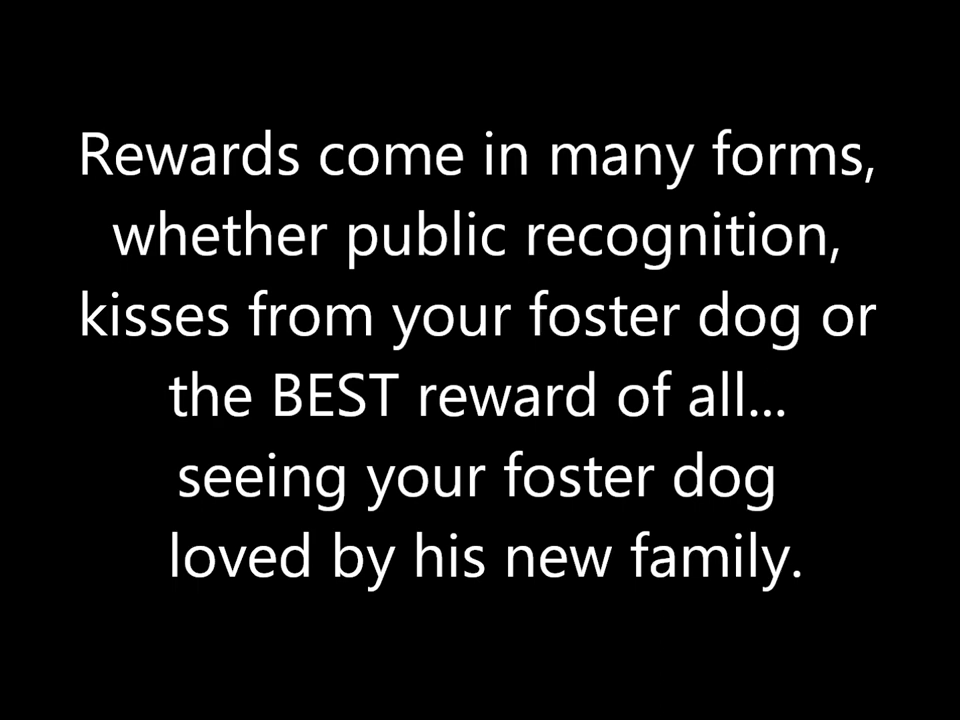 Rewards come in many forms,
whether public recognition,
kisses from your foster dog or
the BEST reward of all...
seeing your foster dog
loved by his new family.